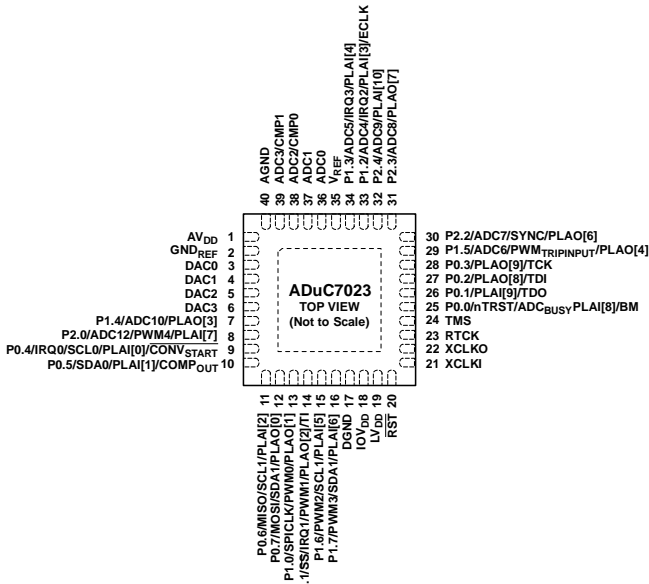 40 AGND
39 ADC3/CMP1
38 ADC2/CMP0
37 ADC1
36 ADC0
35 VREF
34 P1.3/ADC5/IRQ3/PLAI[4]
33 P1.2/ADC4/IRQ2/PLAI[3]/ECLK
32 P2.4/ADC9/PLAI[10]
31 P2.3/ADC8/PLAO[7]
AVDD 1
GNDREF 2
DAC0 3
DAC1 4
DAC2 5
DAC3 6
P1.4/ADC10/PLAO[3] 7
P2.0/ADC12/PWM4/PLAI[7] 8
P0.4/IRQ0/SCL0/PLAI[0]/CONVSTART 9
P0.5/SDA0/PLAI[1]/COMPOUT 10
ADuC7023
TOP VIEW
(Not to Scale)
30 P2.2/ADC7/SYNC/PLAO[6]
29 P1.5/ADC6/PWMTRIPINPUT/PLAO[4]
28 P0.3/PLAO[9]/TCK
27 P0.2/PLAO[8]/TDI
26 P0.1/PLAI[9]/TDO
25 P0.0/nTRST/ADCBUSY PLAI[8]/BM
24 TMS
23 RTCK
22 XCLKO
21 XCLKI
P0.6/MISO/SCL1/PLAI[2] 11
P0.7/MOSI/SDA1/PLAO[0] 12
P1.0/SPICLK/PWM0/PLAO[1] 13
.1/SS/IRQ1/PWM1/PLAO[2]/TI 14
P1.6/PWM2/SCL1/PLAI[5] 15
P1.7/PWM3/SDA1/PLAI[6] 16
DGND 17
IOVDD 18
LVDD 19
RST 20